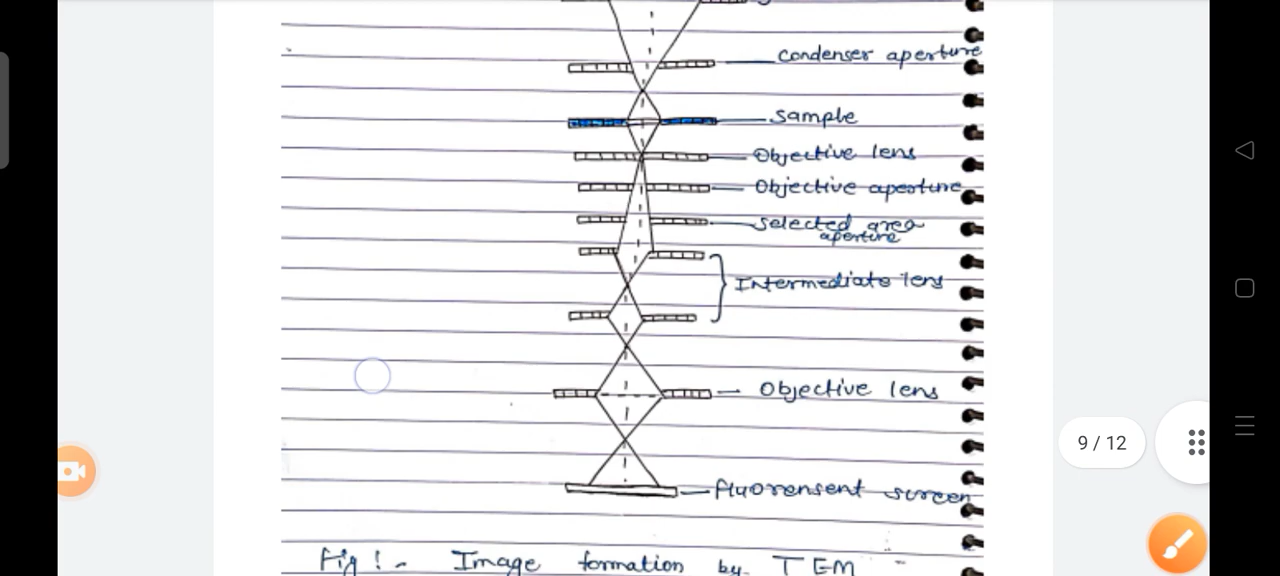 Condenser aperture
Sample
Objective lens
Objective aperture
Selected area
aperture
Intermediate lens
Objective lens
9 / 12
fluorensent screen
Fig ! - Image formation by TEM -